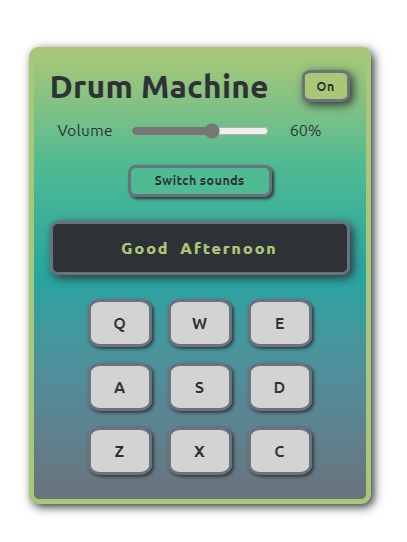 Drum Machine On
Volume 60%
Switch sounds
Good Afternoon
Q W E
A S D
Z X C